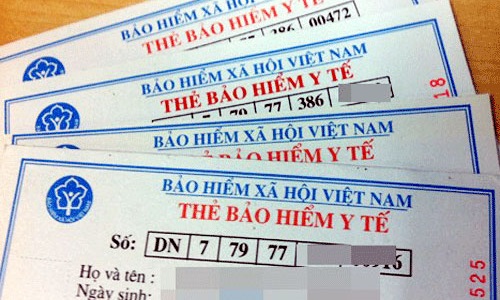 BẢO HIỂM XÃ HỘI VIỆT NAM
THẺ BẢO HIỂM Y TẾ
386 00472
BẢO HIỂM XÃ HỘI VIỆT NAM
THẺ BẢO HIỂM Y TẾ
7 79 77 386
18
BẢO HIỂM XÃ HỘI VIỆT NAM
THẺ BẢO HIỂM Y TẾ
BẢO HIỂM XÃ HỘI VIỆT NAM
THẺ BẢO HIỂM Y TẾ
Số: DN 7 79 77
Họ và tên :
Ngày sinh:
525